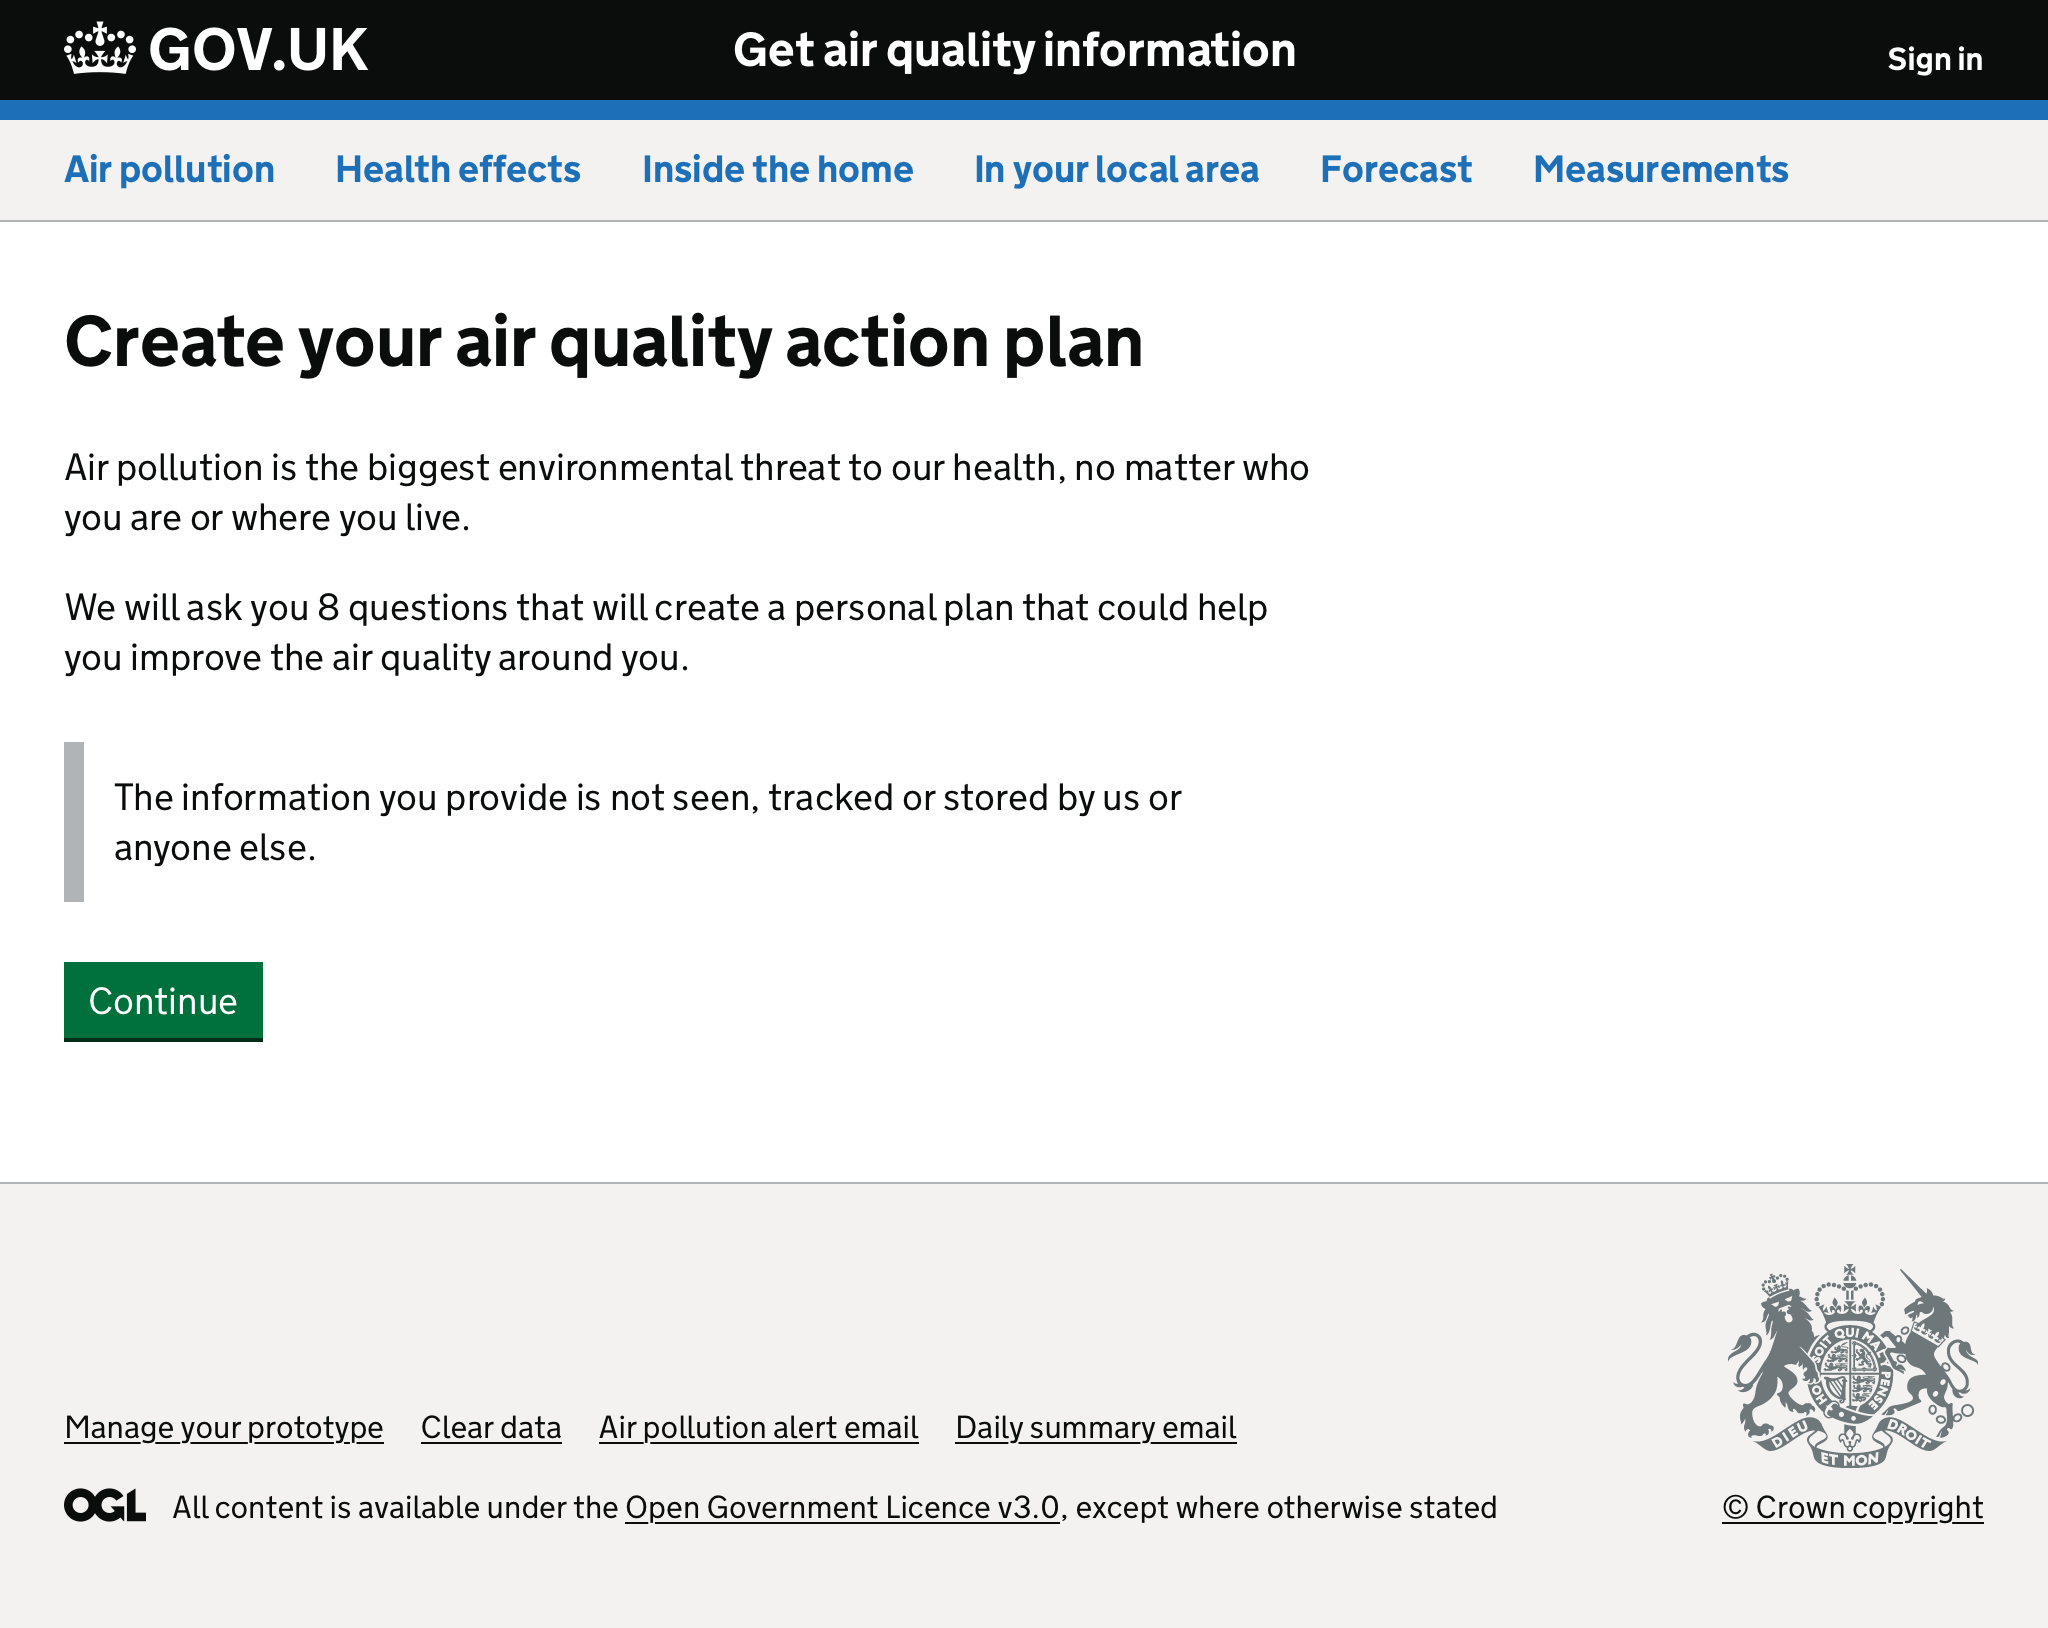 GOV.UK
Get air quality information
Sign in
Air pollution
Health effects
Inside the home
In your local area
Forecast
Measurements
Create your air quality action plan
Air pollution is the biggest environmental threat to our health, no matter who
you are or where you live.
We will ask you 8 questions that will create a personal plan that could help
you improve the air quality around you.
The information you provide is not seen, tracked or stored by us or
anyone else.
Continue
Manage your prototype
Clear data
Air pollution alert email
Daily summary email
OGL All content is available under the Open Government Licence v3.0, except where otherwise stated
SOIT QUI MAL Y PENSE
DIEU ET MON DROIT
© Crown copyright